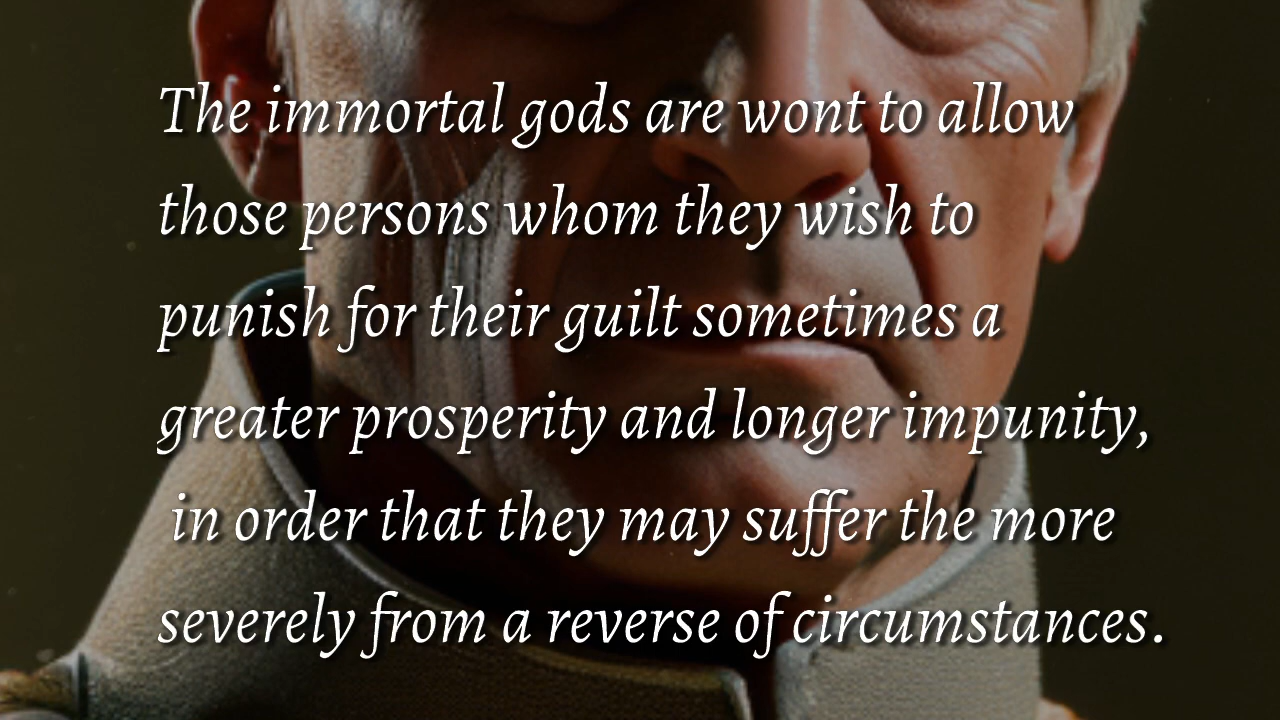 The immortal gods are wont to allow
those persons whom they wish to
punish for their guilt sometimes a
greater prosperity and longer impunity,
in order that they may suffer the more
severely from a reverse of circumstances.